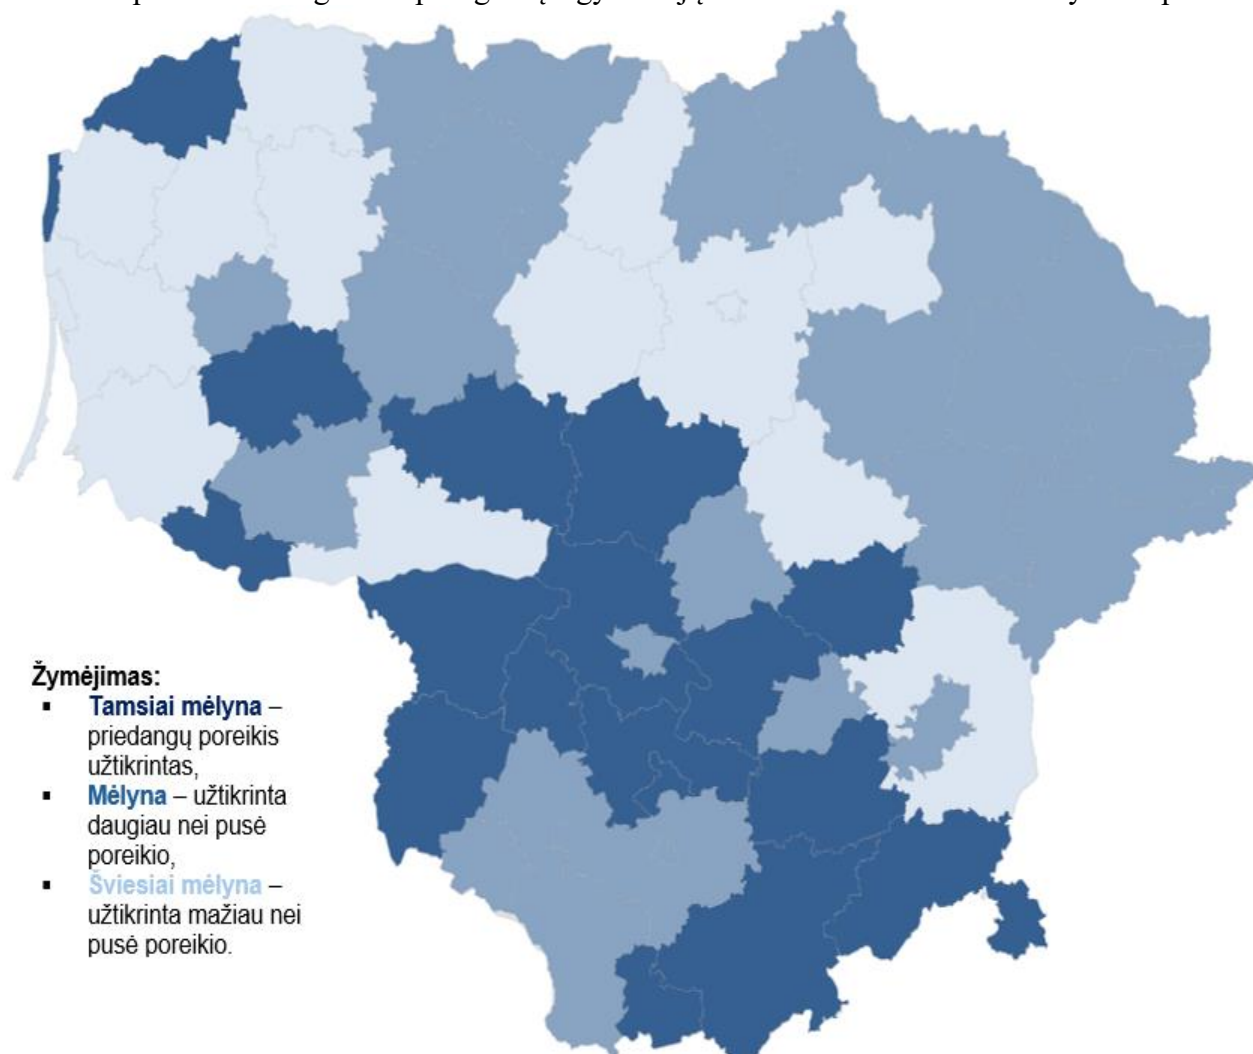 Žymėjimas:
▪ Tamsiai mėlyna –
priedangų poreikis
užtikrintas,
▪ Mėlyna – užtikrinta
daugiau nei pusė
poreikio,
▪ Šviesiai mėlyna –
užtikrinta mažiau nei
pusė poreikio.